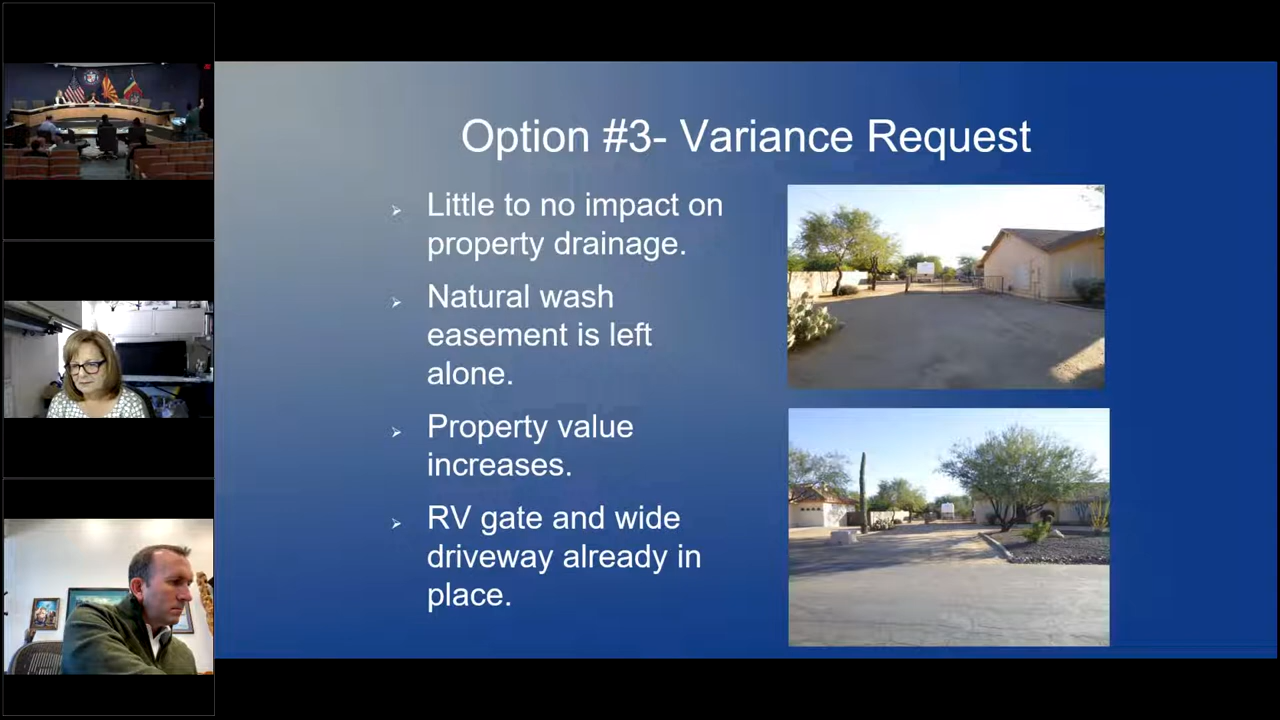 Option #3- Variance Request
Little to no impact on
property drainage.
Natural wash
easement is left
alone.
Property value
increases.
RV gate and wide
driveway already in
place.